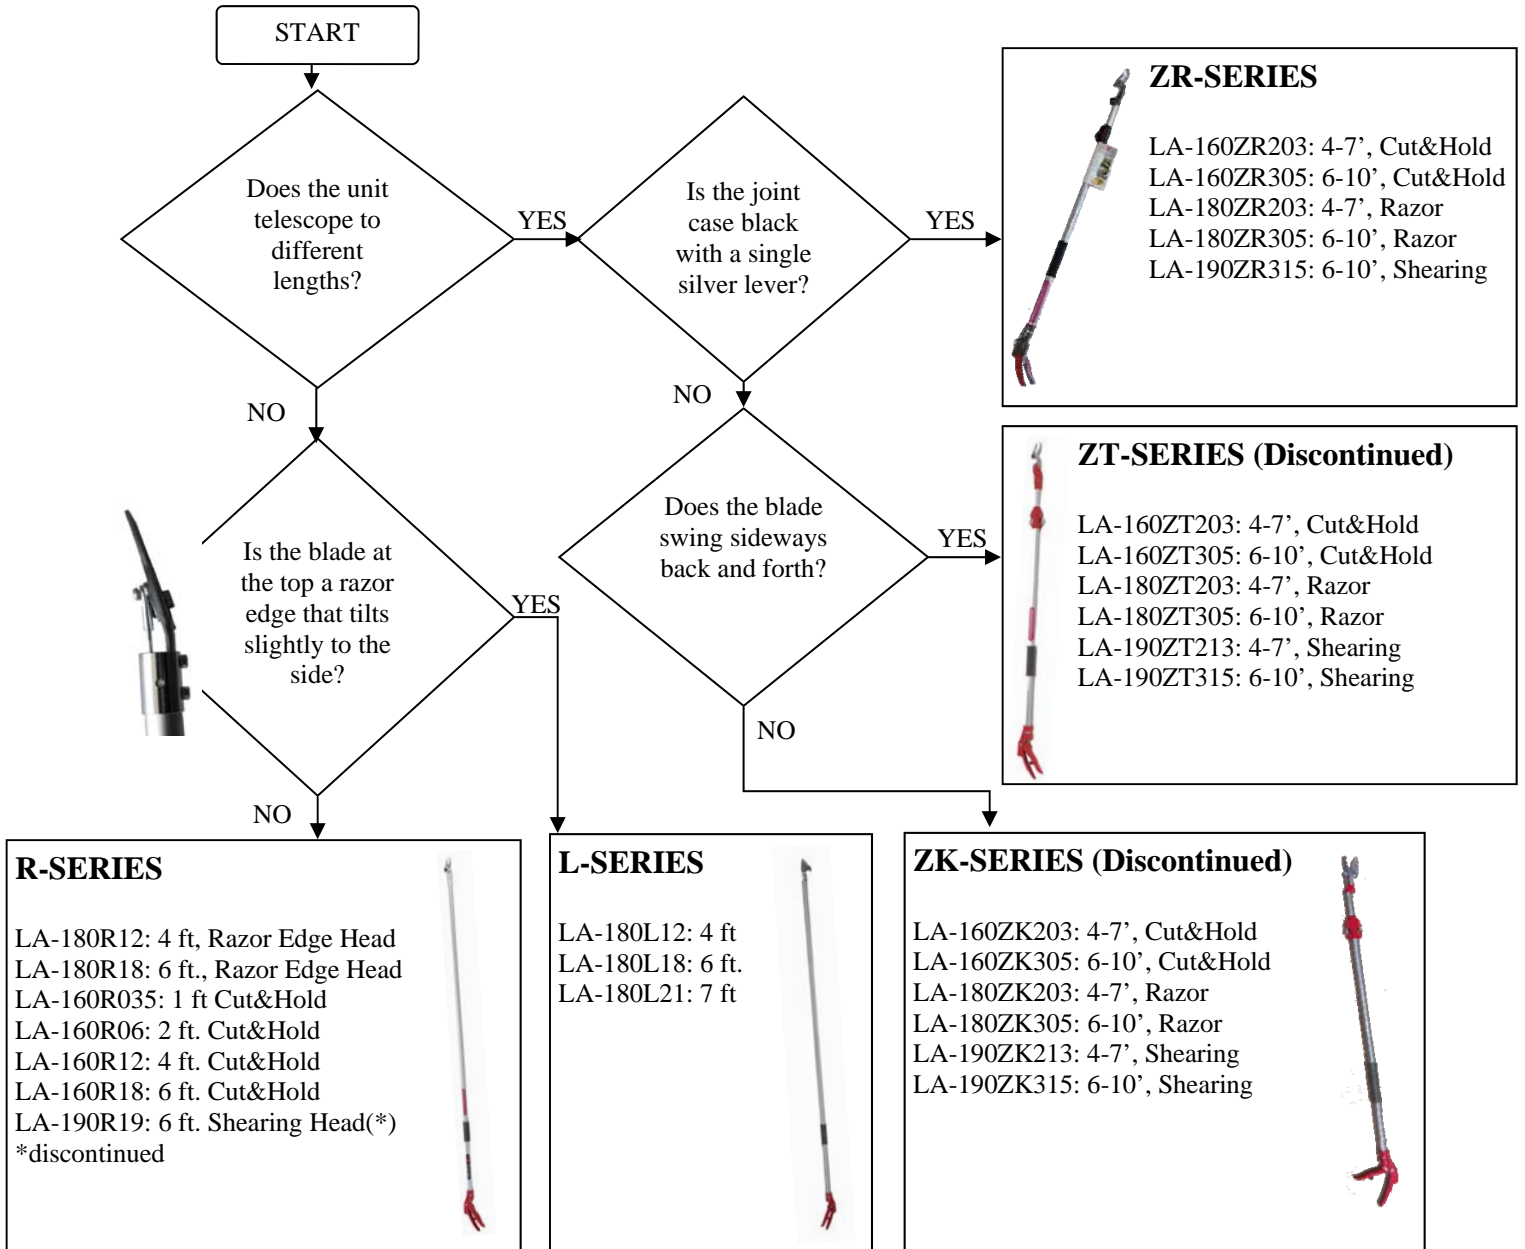 START
Does the unit
telescope to
different
lengths?
YES
Is the joint
case black
with a single
silver lever?
YES
ZR-SERIES
LA-160ZR203: 4-7’, Cut&Hold
LA-160ZR305: 6-10’, Cut&Hold
LA-180ZR203: 4-7’, Razor
LA-180ZR305: 6-10’, Razor
LA-190ZR315: 6-10’, Shearing
NO
NO
Is the blade at
the top a razor
edge that tilts
slightly to the
side?
YES
Does the blade
swing sideways
back and forth?
YES
ZT-SERIES (Discontinued)
LA-160ZT203: 4-7’, Cut&Hold
LA-160ZT305: 6-10’, Cut&Hold
LA-180ZT203: 4-7’, Razor
LA-180ZT305: 6-10’, Razor
LA-190ZT213: 4-7’, Shearing
LA-190ZT315: 6-10’, Shearing
NO
NO
R-SERIES
LA-180R12: 4 ft, Razor Edge Head
LA-180R18: 6 ft., Razor Edge Head
LA-160R035: 1 ft Cut&Hold
LA-160R06: 2 ft. Cut&Hold
LA-160R12: 4 ft. Cut&Hold
LA-160R18: 6 ft. Cut&Hold
LA-190R19: 6 ft. Shearing Head(*)
*discontinued
L-SERIES
LA-180L12: 4 ft
LA-180L18: 6 ft.
LA-180L21: 7 ft
ZK-SERIES (Discontinued)
LA-160ZK203: 4-7’, Cut&Hold
LA-160ZK305: 6-10’, Cut&Hold
LA-180ZK203: 4-7’, Razor
LA-180ZK305: 6-10’, Razor
LA-190ZK213: 4-7’, Shearing
LA-190ZK315: 6-10’, Shearing